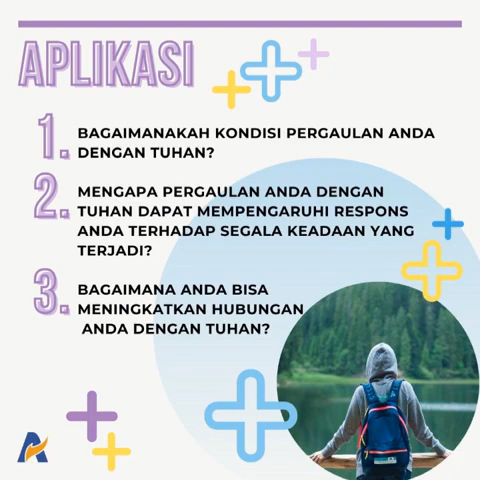 APLIKASI
1. BAGAIMANAKAH KONDISI PERGAULAN ANDA
DENGAN TUHAN?
2. MENGAPA PERGAULAN ANDA DENGAN
TUHAN DAPAT MEMPENGARUHI RESPONS
ANDA TERHADAP SEGALA KEADAAN YANG
TERJADI?
3. BAGAIMANA ANDA BISA
MENINGKATKAN HUBUNGAN
ANDA DENGAN TUHAN?